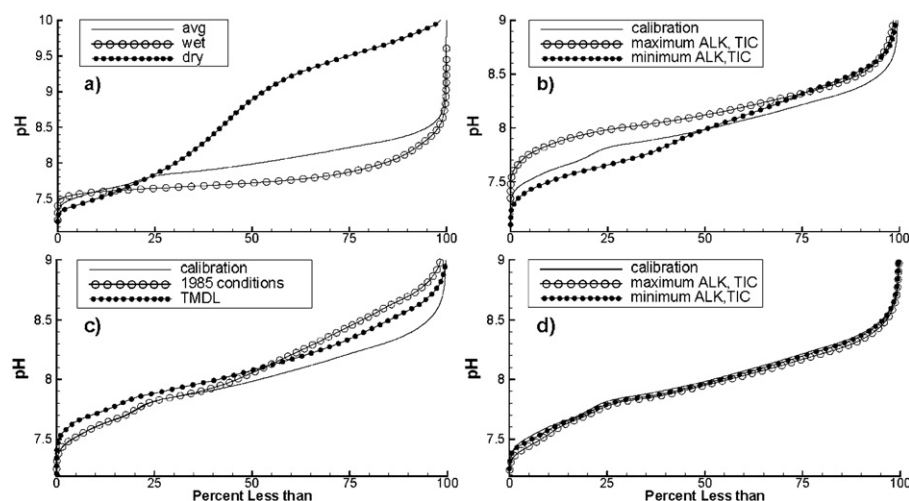 avg
wet
dry
a)
pH
10
9.5
9
8.5
8
7.5
0 25 50 75 100
calibration
maximum ALK, TIC
minimum ALK,TIC
b)
pH
9
8.5
8
7.5
0 25 50 75 100
calibration
1985 conditions
TMDL
c)
pH
9
8.5
8
7.5
0 25 50 75 100
Percent Less than
calibration
maximum ALK, TIC
minimum ALK, TIC
d)
pH
9
8.5
8
7.5
0 25 50 75 100
Percent Less than